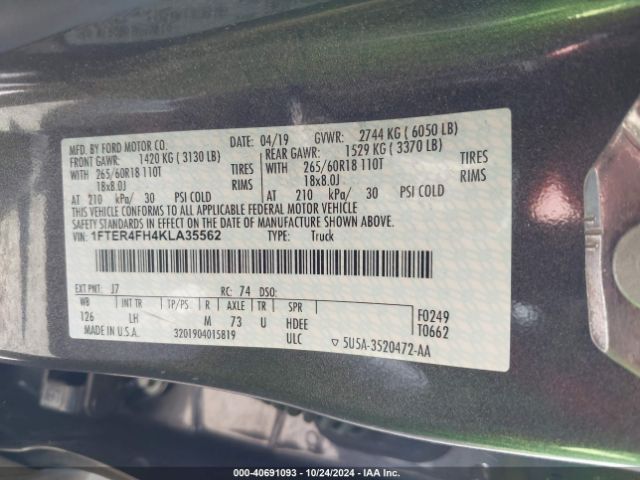 MFD. BY FORD MOTOR CO.
DATE: 04/19 GVWR: 2744 KG ( 6050 LB)
FRONT GAWR: 1420 KG ( 3130 LB) REAR GAWR: 1529 KG ( 3370 LB)
WITH 265/60R18 110T TIRES WITH 265/60R18 110T TIRES
18x8.0J RIMS 18x8.0J RIMS
AT 210 kPa/ 30 PSI COLD AT 210 kPa/ 30 PSI COLD
THIS VEHICLE CONFORMS TO ALL APPLICABLE FEDERAL MOTOR VEHICLE
SAFETY STANDARDS IN EFFECT ON THE DATE OF MANUFACTURE SHOWN ABOVE.
VIN: 1FTER4FH4KLA35562 TYPE: Truck
EXT PNT: J7 RC: 74 DSO:
WB INT TR TP/PS R AXLE TR SPR
126 LH M 73 U HDEE
ULC
F0249
T0662
MADE IN U.S.A. 3201904015819
▽ 5U5A-3520472-AA
000-40691093 - 10/24/2024 - IAA Inc.